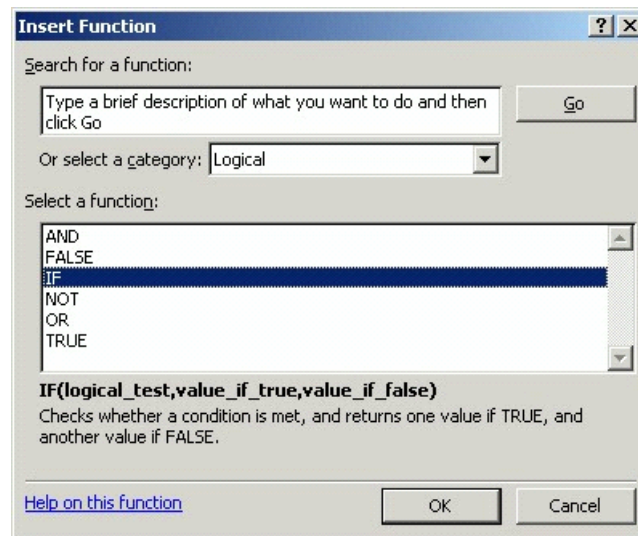 Insert Function
Search for a function:
Type a brief description of what you want to do and then
click Go
Go
Or select a category: Logical
Select a function:
AND
FALSE
IF
NOT
OR
TRUE
IF(logical_test,value_if_true,value_if_false)
Checks whether a condition is met, and returns one value if TRUE, and
another value if FALSE.
Help on this function
OK
Cancel